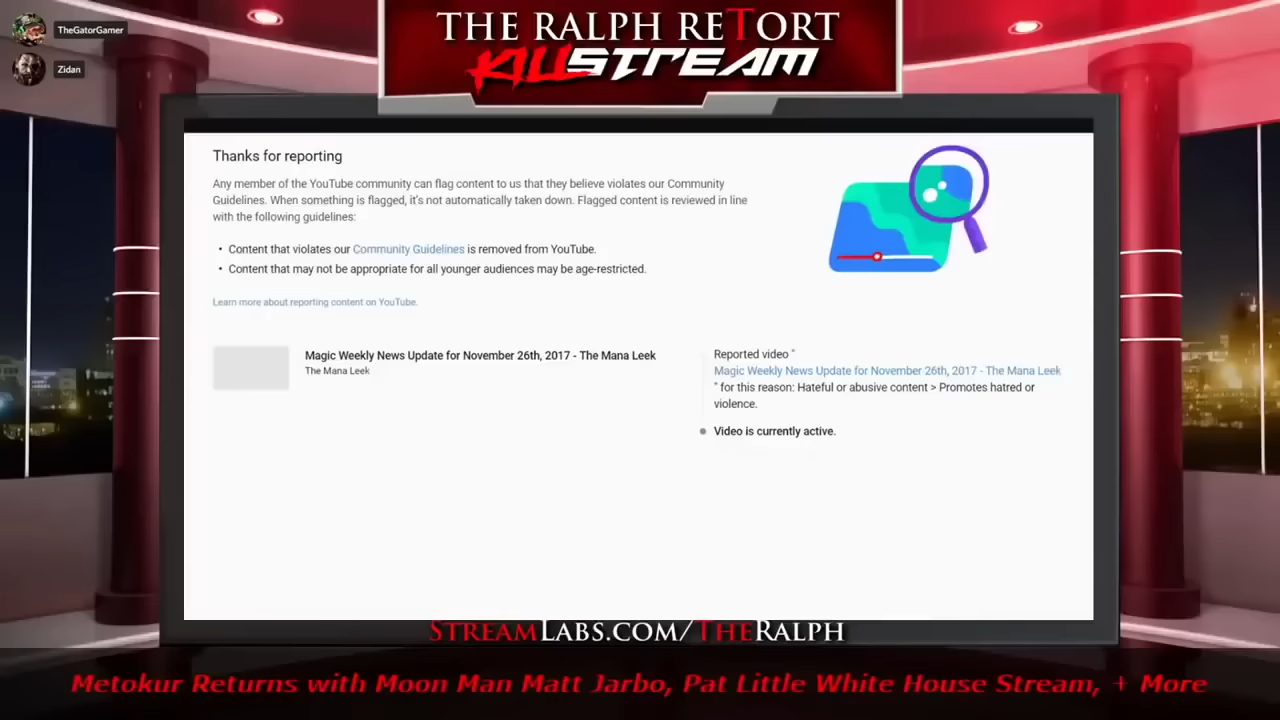 TheGatorGamer
Zidan
THE RALPH RETORT
KILLSTREAM
Thanks for reporting
Any member of the YouTube community can flag content to us that they believe violates our Community
Guidelines. When something is flagged, it's not automatically taken down. Flagged content is reviewed in line
with the following guidelines:
• Content that violates our Community Guidelines is removed from YouTube.
• Content that may not be appropriate for all younger audiences may be age-restricted.
Learn more about reporting content on YouTube.
Magic Weekly News Update for November 26th, 2017 - The Mana Leek
The Mana Leek
Reported video "
Magic Weekly News Update for November 26th, 2017 - The Mana Leek
" for this reason: Hateful or abusive content > Promotes hatred or
violence.
Video is currently active.
STREAMLABS.COM/THERALPH
Metokur Returns with Moon Man Matt Jarbo, Pat Little White House Stream, + More